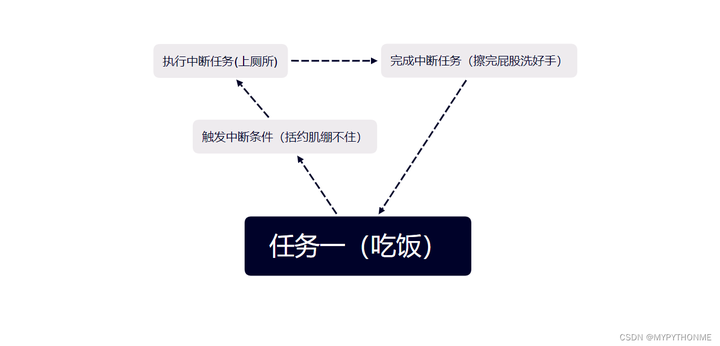 执行中断任务(上厕所)
完成中断任务（擦完屁股洗好手）
触发中断条件（括约肌绷不住）
任务一（吃饭）
CSDN @MYPYTHONME